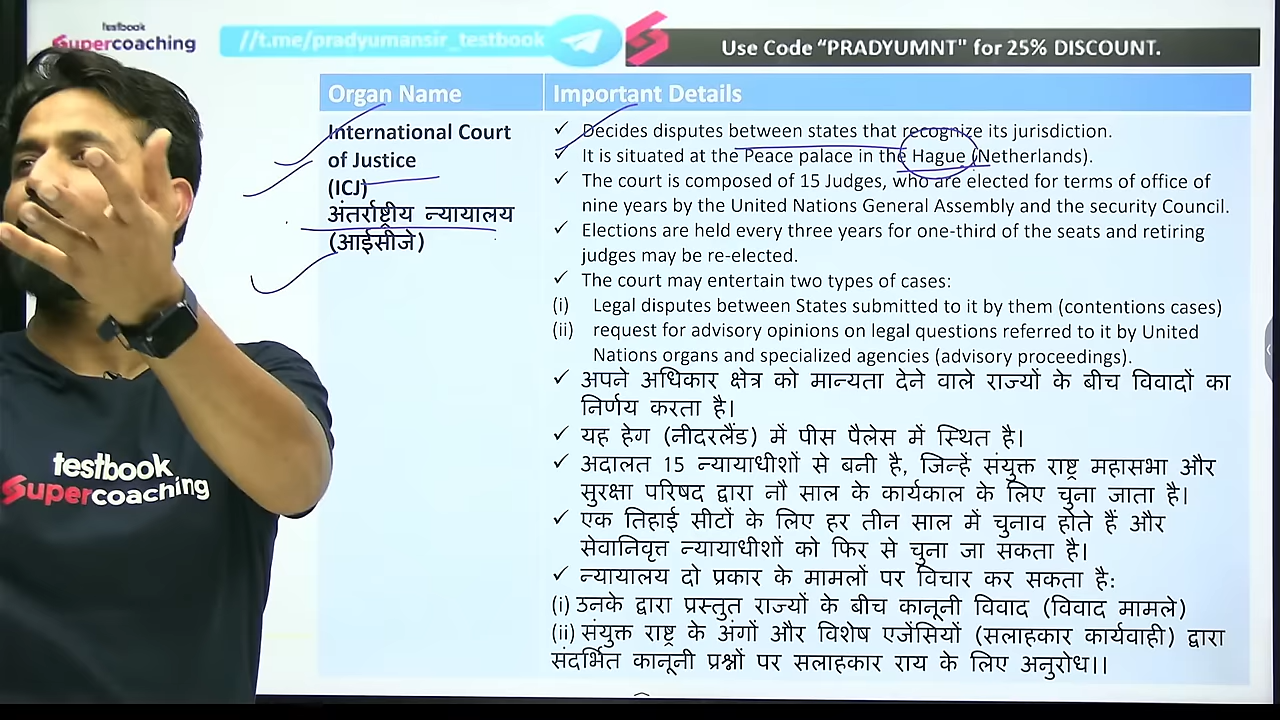 testbook
Supercoaching
//t.me/pradyumansir_testbook
Use Code “PRADYUMNT" for 25% DISCOUNT.
Organ Name
Important Details
International Court
of Justice
(ICJ)
अंतर्राष्ट्रीय न्यायालय
(आईसीजे)
✓ Decides disputes between states that recognize its jurisdiction.
✓ It is situated at the Peace palace in the Hague (Netherlands).
✓ The court is composed of 15 Judges, who are elected for terms of office of
nine years by the United Nations General Assembly and the security Council.
✓ Elections are held every three years for one-third of the seats and retiring
judges may be re-elected.
✓ The court may entertain two types of cases:
(i) Legal disputes between States submitted to it by them (contentions cases)
(ii) request for advisory opinions on legal questions referred to it by United
Nations organs and specialized agencies (advisory proceedings).
✓ अपने अधिकार क्षेत्र को मान्यता देने वाले राज्यों के बीच विवादों का
निर्णय करता है।
✓ यह हेग (नीदरलैंड) में पीस पैलेस में स्थित है।
✓ अदालत 15 न्यायाधीशों से बनी है, जिन्हें संयुक्त राष्ट्र महासभा और
सुरक्षा परिषद द्वारा नौ साल के कार्यकाल के लिए चुना जाता है।
✓ एक तिहाई सीटों के लिए हर तीन साल में चुनाव होते हैं और
सेवानिवृत्त न्यायाधीशों को फिर से चुना जा सकता है।
✓ न्यायालय दो प्रकार के मामलों पर विचार कर सकता है:
(i) उनके द्वारा प्रस्तुत राज्यों के बीच कानूनी विवाद (विवाद मामले)
(ii) संयुक्त राष्ट्र के अंगों और विशेष एजेंसियों (सलाहकार कार्यवाही) द्वारा
संदर्भित कानूनी प्रश्नों पर सलाहकार राय के लिए अनुरोध।।
testbook
Supercoaching